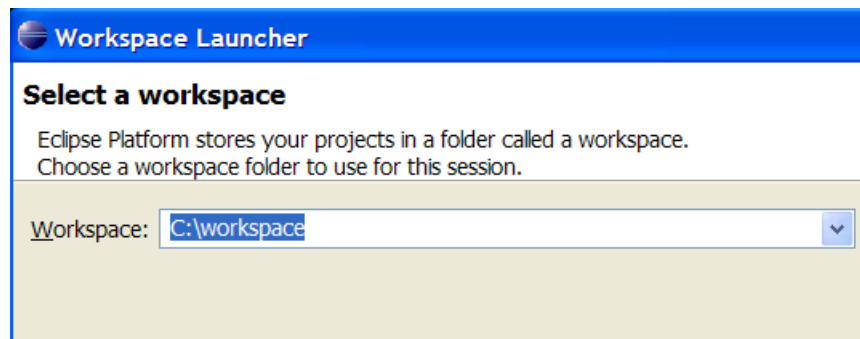 Workspace Launcher
Select a workspace
Eclipse Platform stores your projects in a folder called a workspace.
Choose a workspace folder to use for this session.
Workspace: C:\workspace